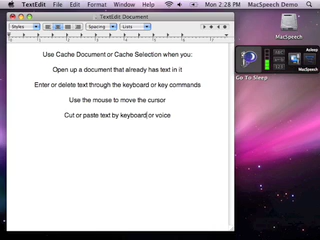 TextEdit File Edit Format Window Help
Mon 2:28 PM MacSpeech Demo
TextEdit Document
Styles Spacing Lists
Use Cache Document or Cache Selection when you:
Open up a document that already has text in it
Enter or delete text through the keyboard or key commands
Use the mouse to move the cursor
Cut or paste text by keyboard or voice
MacSpeech
Asleep
MacSpeech
Go To Sleep